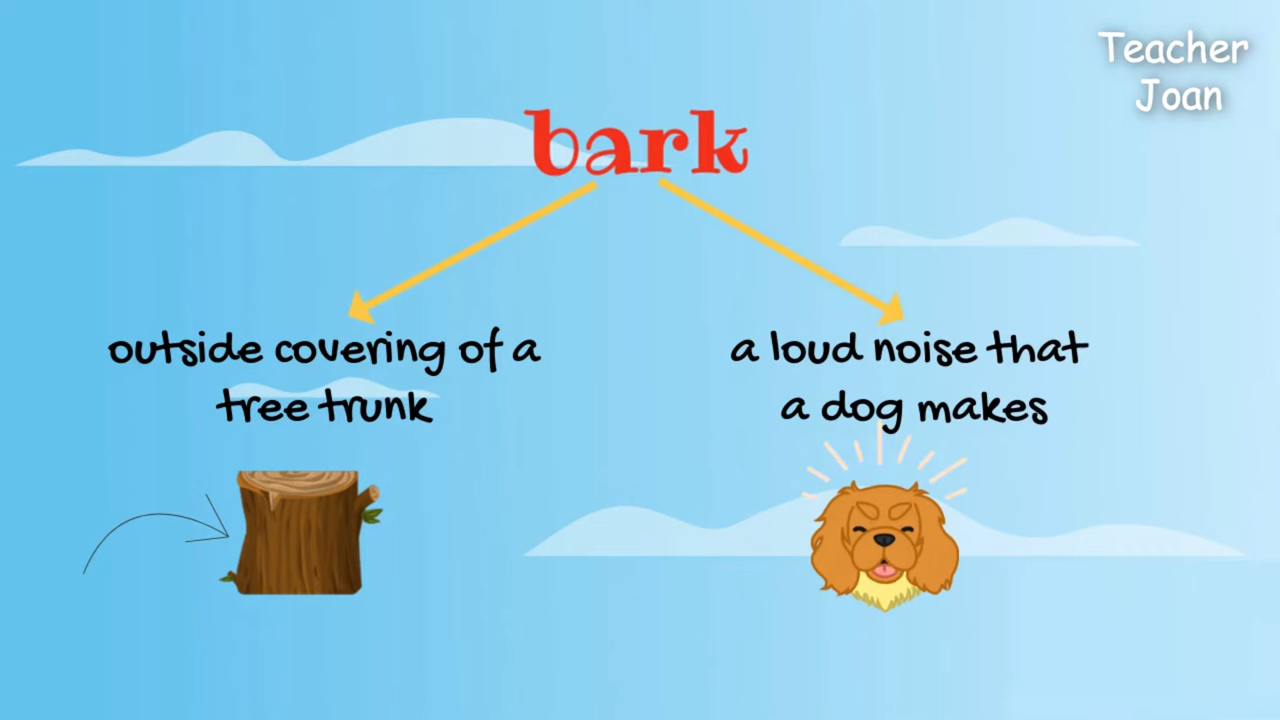 Teacher
Joan
bark
outside covering of a
tree trunk
a loud noise that
a dog makes